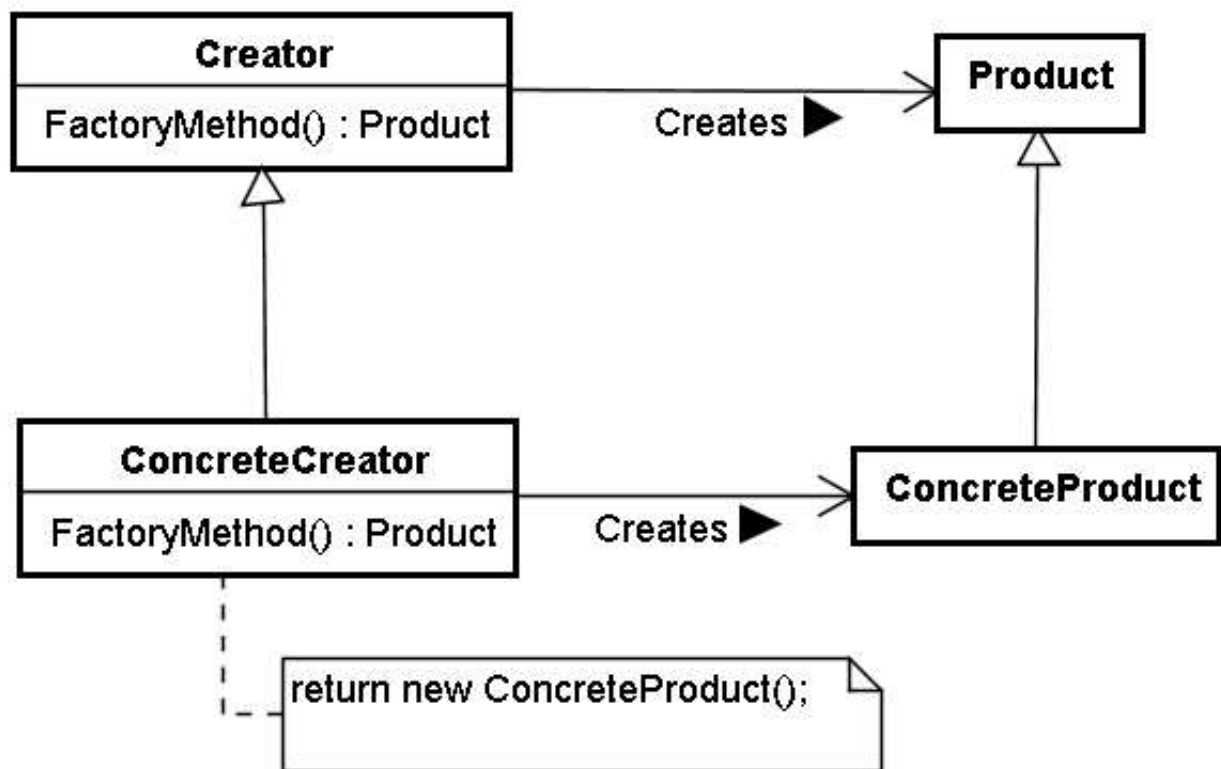 Creator
FactoryMethod() : Product
Creates
Product
ConcreteCreator
FactoryMethod() : Product
Creates
ConcreteProduct
return new ConcreteProduct();